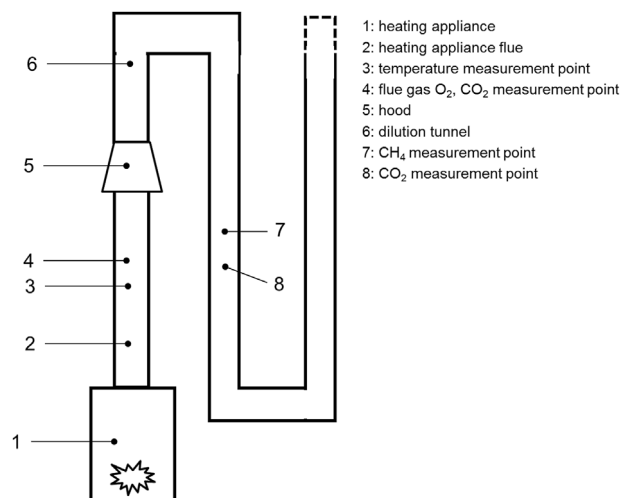 1: heating appliance
2: heating appliance flue
3: temperature measurement point
4: flue gas O₂, CO₂ measurement point
5: hood
6: dilution tunnel
7: CH₄ measurement point
8: CO₂ measurement point
6
5
4
3
2
1
7
8